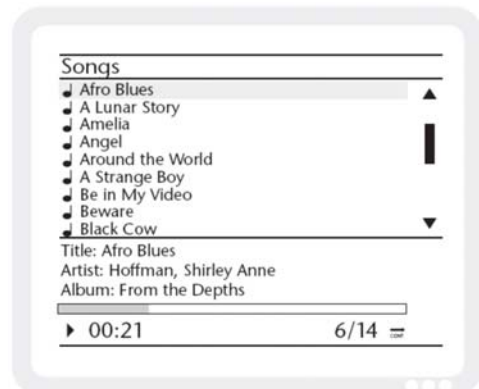 Songs
Afro Blues
A Lunar Story
Amelia
Angel
Around the World
A Strange Boy
Be in My Video
Beware
Black Cow
Title: Afro Blues
Artist: Hoffman, Shirley Anne
Album: From the Depths
00:21 6/14